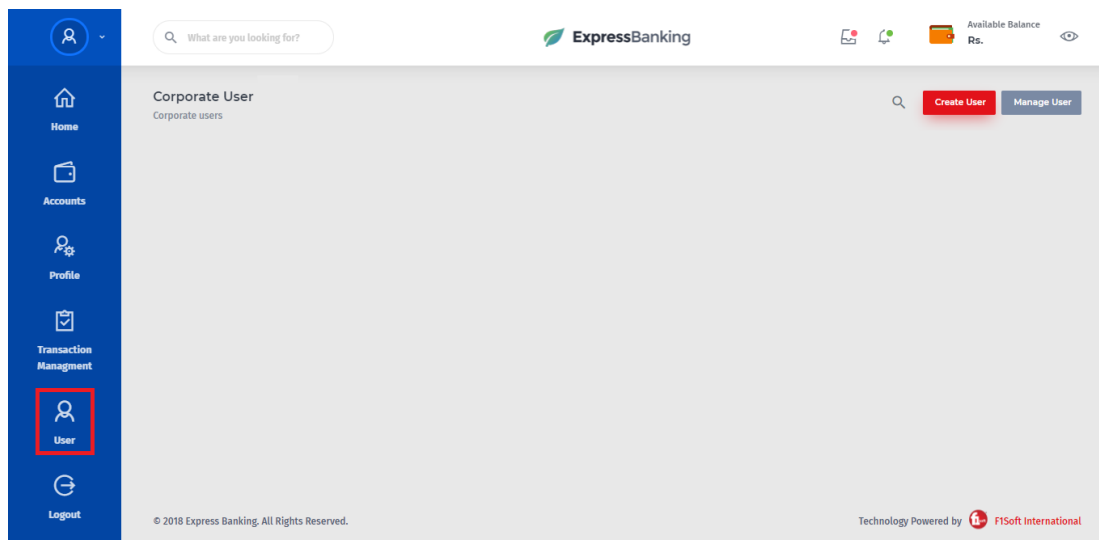 What are you looking for?
ExpressBanking
Available Balance
Rs.
Home
Accounts
Profile
Transaction
Managment
User
Logout
Corporate User
Corporate users
Create User
Manage User
© 2018 Express Banking. All Rights Reserved.
Technology Powered by F1Soft International